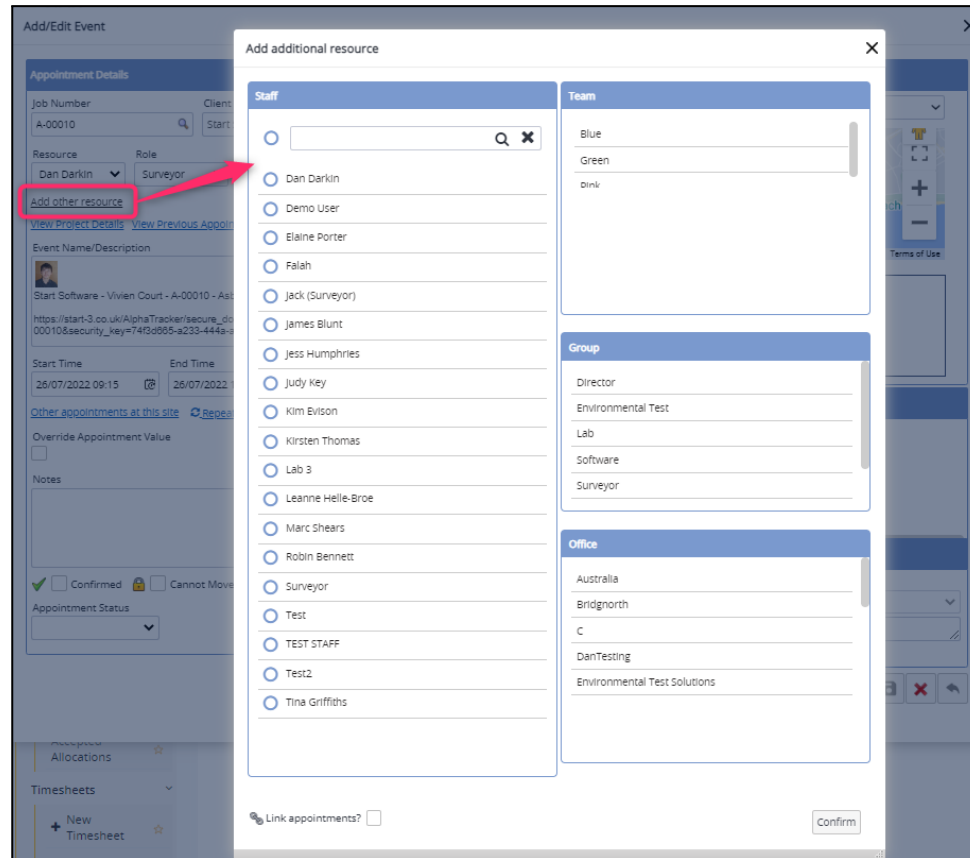 Add/Edit Event
Add additional resource
Appointment Details
Job Number
Client
A-00010
Start
Resource
Role
Dan Darkin
Surveyor
Add other resource
View Project Details View Previous
Event Name/Description
Start Software - Vivien Court - A-00010 -
https://start-3.co.uk/AlphaTracker/secure_do
00010&security_key=74f3d665-a233-444a-a
Start Time
End Time
26/07/2022 09:15
26/07/2022
Other appointments at this site
Override Appointment Value
Notes
Confirmed
Cannot Move
Appointment Status
Staff
Dan Darkin
Demo User
Elaine Porter
Falah
Jack (Surveyor)
James Blunt
Jess Humphries
Judy Key
Kim Evison
Kirsten Thomas
Lab 3
Leanne Helle-Broe
Marc Shears
Robin Bennett
Surveyor
Test
TEST STAFF
Test2
Tina Griffiths
Team
Blue
Green
Pink
Group
Director
Environmental Test
Lab
Software
Surveyor
Office
Australia
Bridgnorth
C
DanTesting
Environmental Test Solutions
Terms of Use
Accepted
Allocations
Timesheets
New
Timesheet
Link appointments?
Confirm